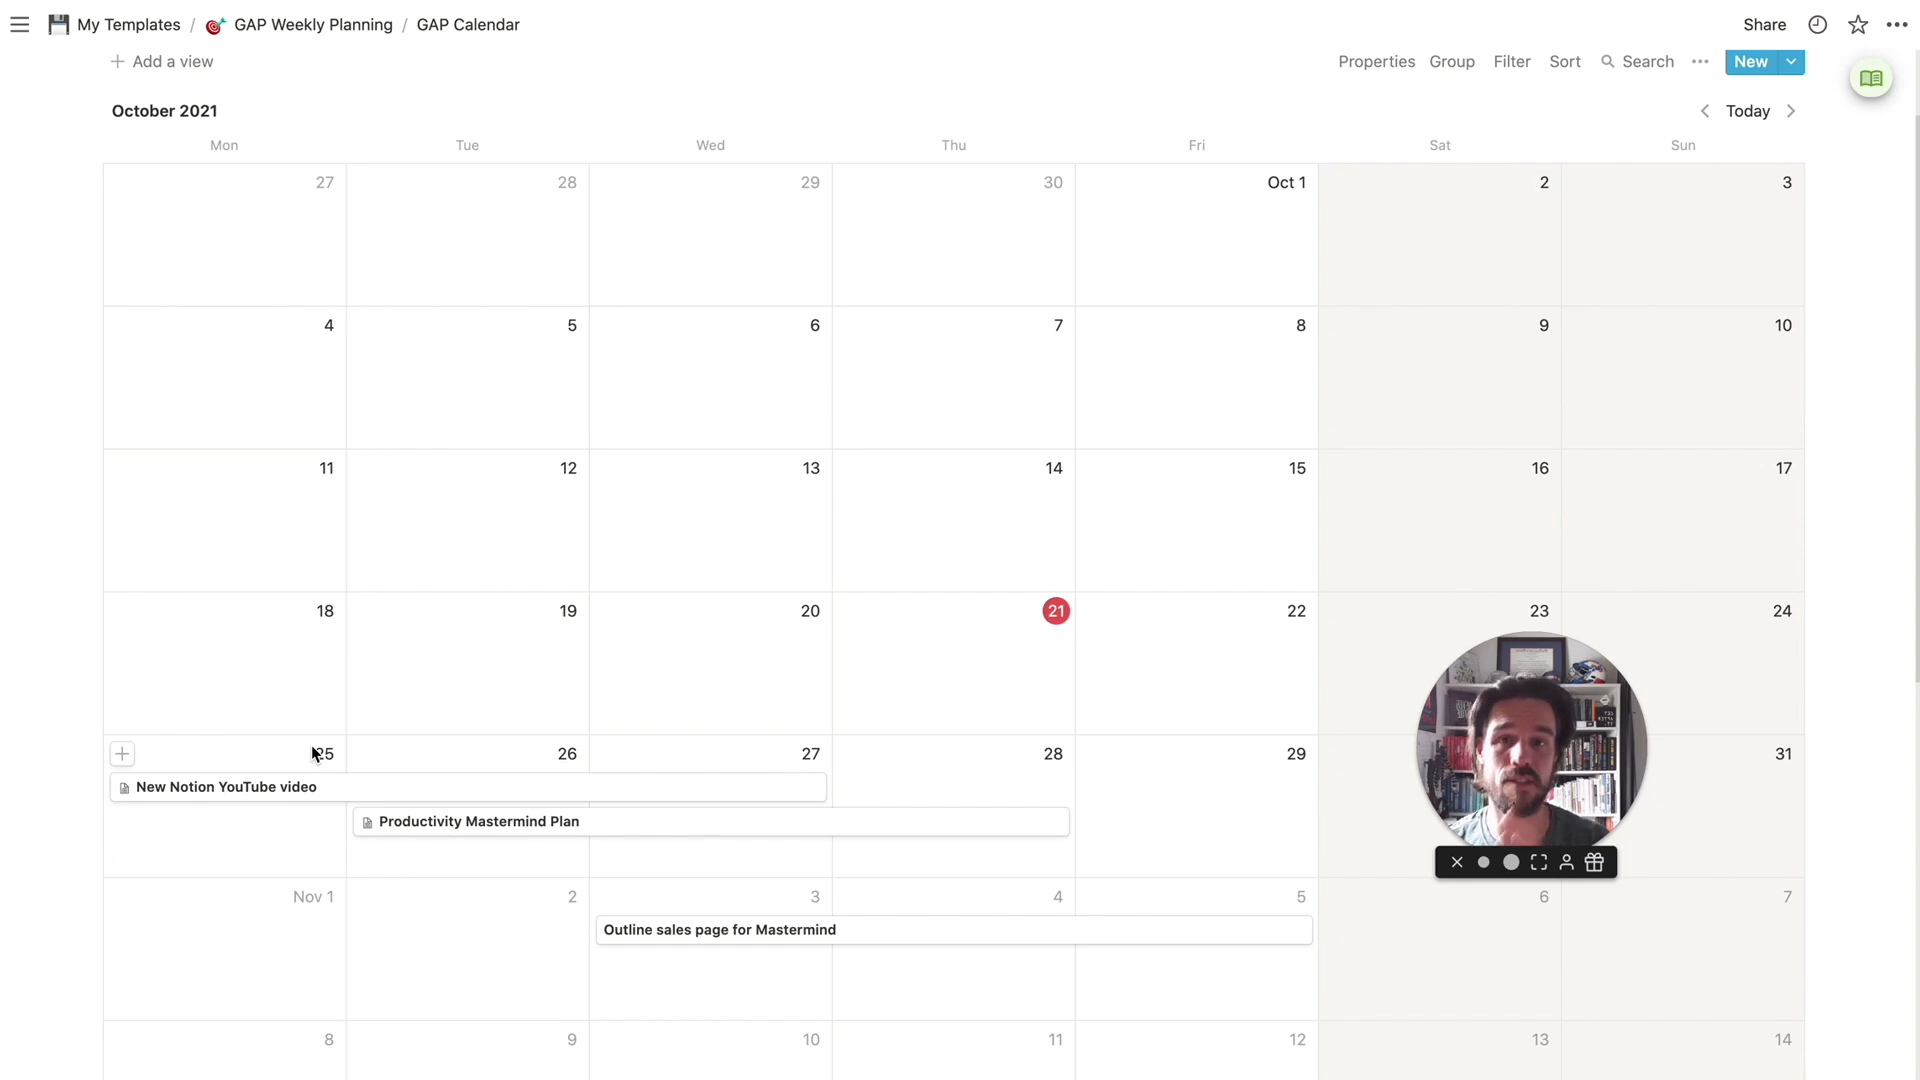 My Templates / GAP Weekly Planning / GAP Calendar
Share
Add a view
Properties Group Filter Sort Search New
October 2021
Today
Mon Tue Wed Thu Fri Sat Sun
27 28 29 30 Oct 1 2 3
4 5 6 7 8 9 10
11 12 13 14 15 16 17
18 19 20 21 22 23 24
25 26 27 28 29 31
New Notion YouTube video
Productivity Mastermind Plan
Nov 1 2 3 4 5 6 7
Outline sales page for Mastermind
8 9 10 11 12 13 14